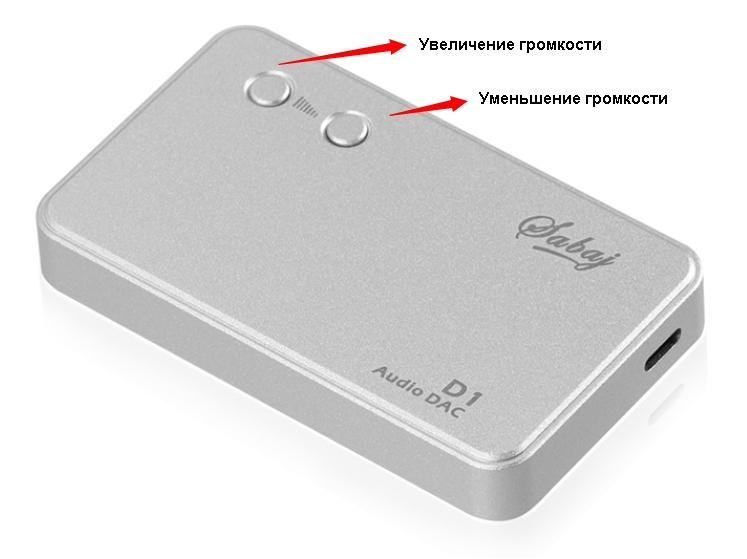 Увеличение громкости
Уменьшение громкости
Sabaj
D1
Audio DAC